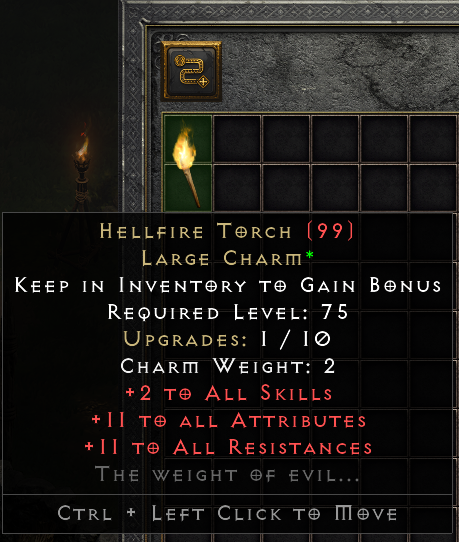 Hellfire Torch (99)
Large Charm*
Keep in Inventory to Gain Bonus
Required Level: 75
Upgrades: 1 / 10
Charm Weight: 2
+2 to All Skills
+11 to all Attributes
+11 to All Resistances
The weight of evil...
Ctrl + Left Click to Move